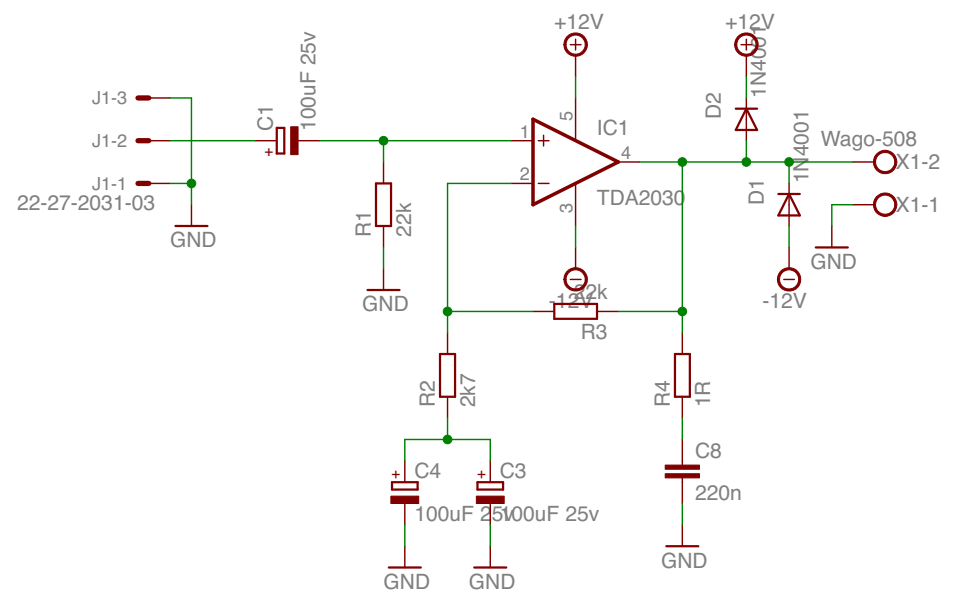 +12V
+12V
100uF 25v
1N4001
J1-3
C1
D2
5
IC1
1N4001
Wago-508
J1-2
1
+
4
X1-2
J1-1
2
22-27-2031-03
R1
22k
3
TDA2030
D1
X1-1
GND
GND
GND
-12V
22k
-12V
R3
R2
2k7
R4
1R
+
C4
+
C3
C8
100uF 25v
100uF 25v
220n
GND
GND
GND
+